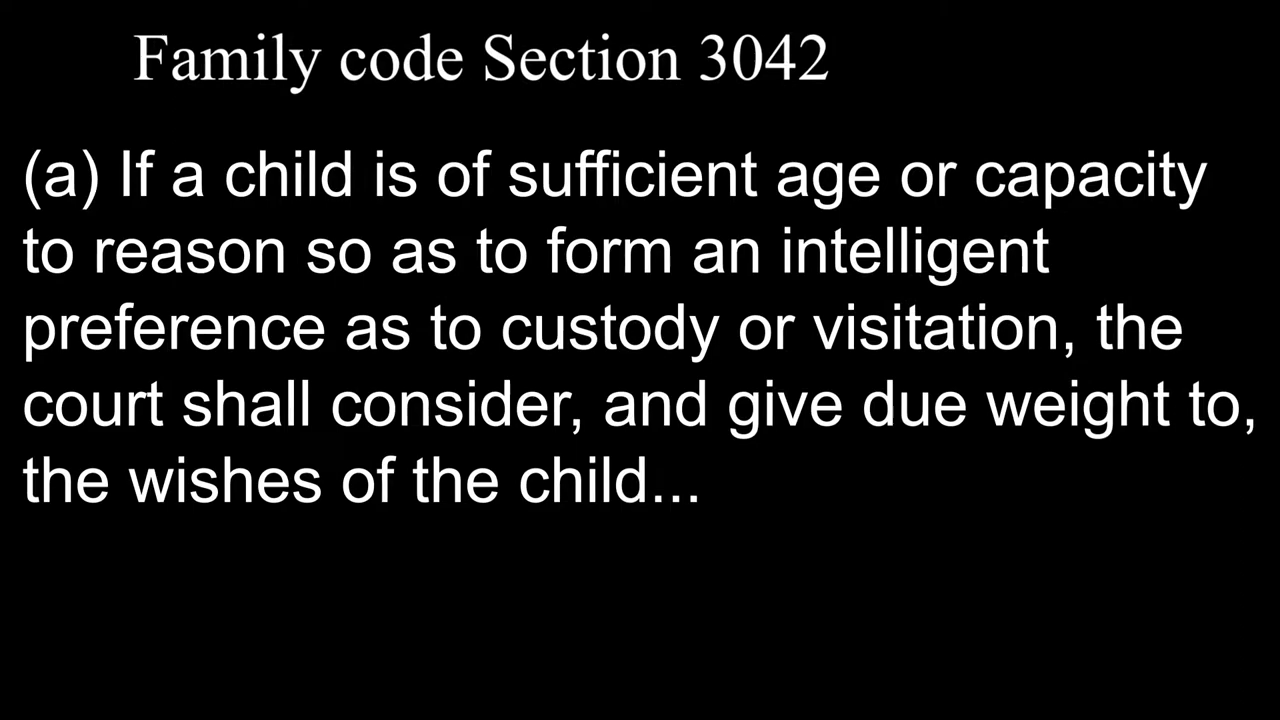 Family code Section 3042
(a) If a child is of sufficient age or capacity
to reason so as to form an intelligent
preference as to custody or visitation, the
court shall consider, and give due weight to,
the wishes of the child...